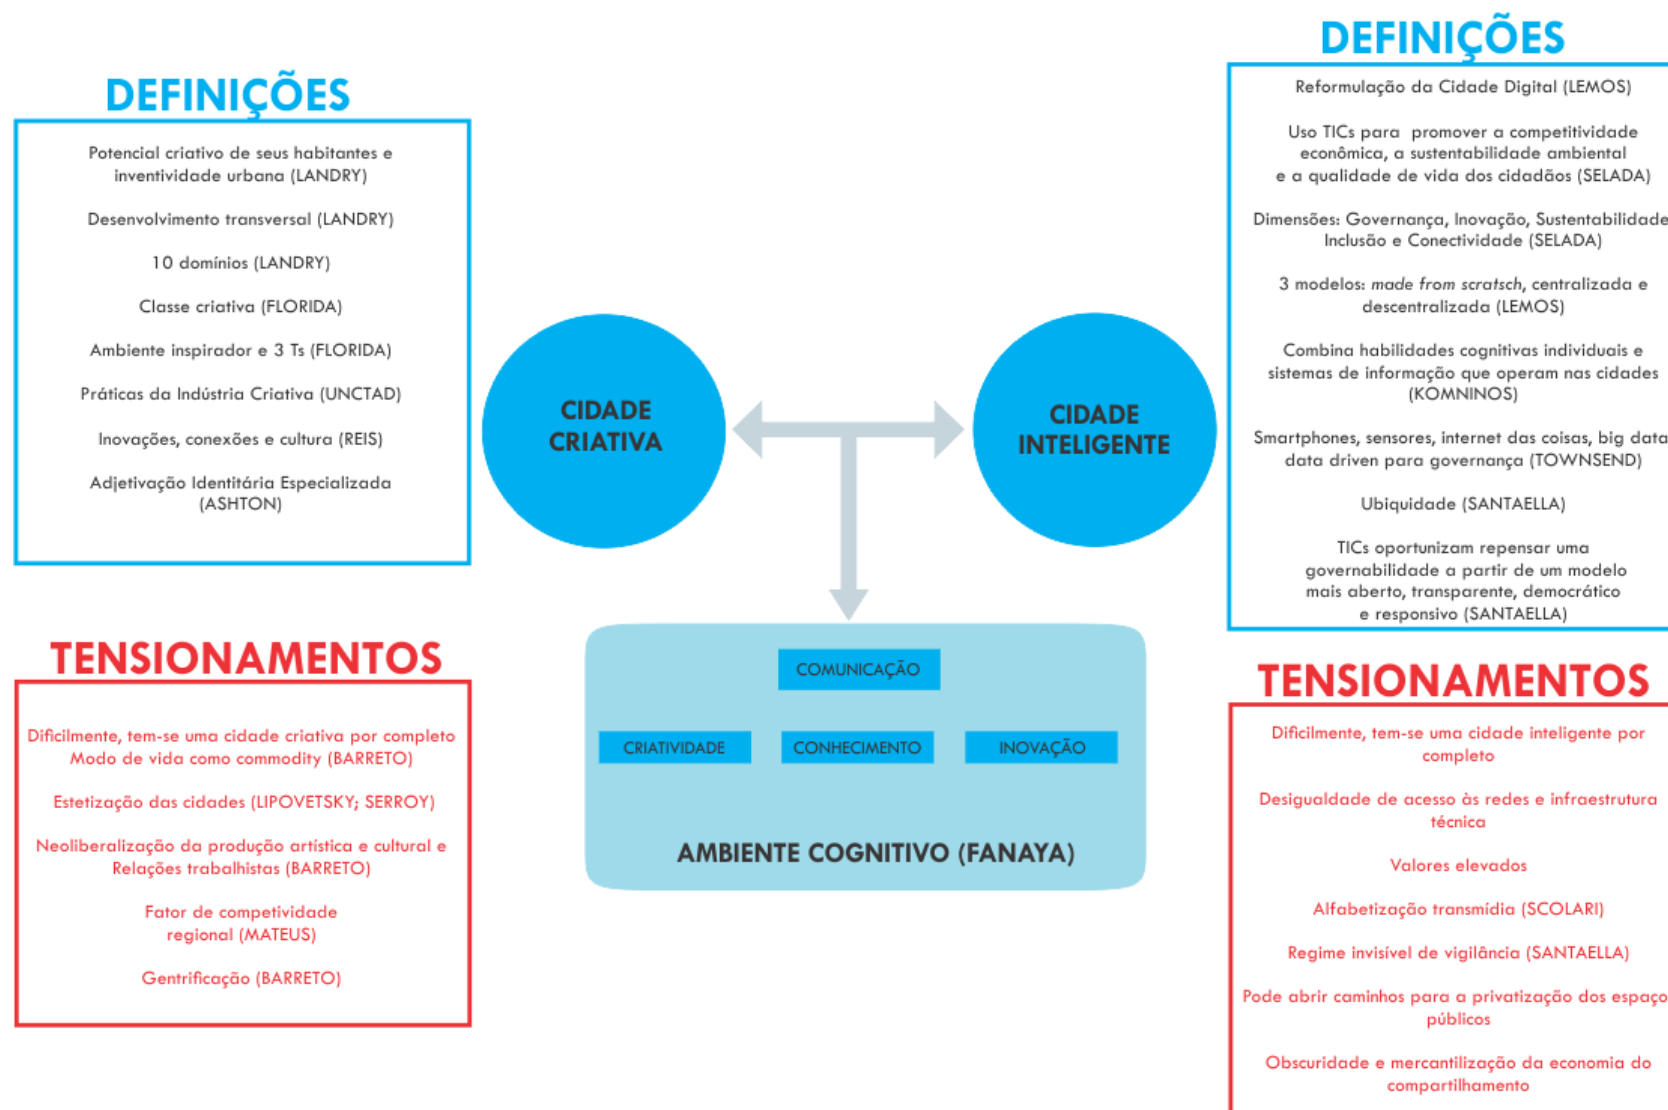 DEFINIÇÕES
Potencial criativo de seus habitantes e
inventividade urbana (LANDRY)
Desenvolvimento transversal (LANDRY)
10 domínios (LANDRY)
Classe criativa (FLORIDA)
Ambiente inspirador e 3 Ts (FLORIDA)
Práticas da Indústria Criativa (UNCTAD)
Inovações, conexões e cultura (REIS)
Adjetivação Identitária Especializada
(ASHTON)
TENSIONAMENTOS
Dificilmente, tem-se uma cidade criativa por completo
Modo de vida como commodity (BARRETO)
Estetização das cidades (LIPOVETSKY; SERROY)
Neoliberalização da produção artística e cultural e
Relações trabalhistas (BARRETO)
Fator de competividade
regional (MATEUS)
Gentrificação (BARRETO)
CIDADE
CRIATIVA
CIDADE
INTELIGENTE
COMUNICAÇÃO
CRIATIVIDADE
CONHECIMENTO
INOVAÇÃO
AMBIENTE COGNITIVO (FANAYA)
DEFINIÇÕES
Reformulação da Cidade Digital (LEMOS)
Uso TICs para promover a competitividade
econômica, a sustentabilidade ambiental
e a qualidade de vida dos cidadãos (SELADA)
Dimensões: Governança, Inovação, Sustentabilidade
Inclusão e Conectividade (SELADA)
3 modelos: made from scratsch, centralizada e
descentralizada (LEMOS)
Combina habilidades cognitivas individuais e
sistemas de informação que operam nas cidades
(KOMNINOS)
Smartphones, sensores, internet das coisas, big data
data driven para governança (TOWNSEND)
Ubiquidade (SANTAELLA)
TICs oportunizam repensar uma
governabilidade a partir de um modelo
mais aberto, transparente, democrático
e responsivo (SANTAELLA)
TENSIONAMENTOS
Dificilmente, tem-se uma cidade inteligente por
completo
Desigualdade de acesso às redes e infraestrutura
técnica
Valores elevados
Alfabetização transmídia (SCOLARI)
Regime invisível de vigilância (SANTAELLA)
Pode abrir caminhos para a privatização dos espaço
públicos
Obscuridade e mercantilização da economia do
compartilhamento